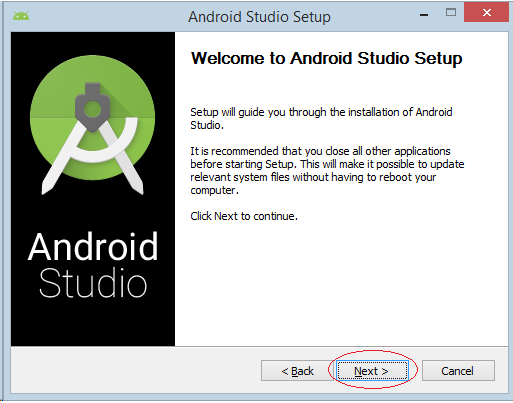 Android Studio Setup
Welcome to Android Studio Setup
Setup will guide you through the installation of Android
Studio.
It is recommended that you close all other applications
before starting Setup. This will make it possible to update
relevant system files without having to reboot your
computer.
Click Next to continue.
Android
Studio
< Back
Next >
Cancel